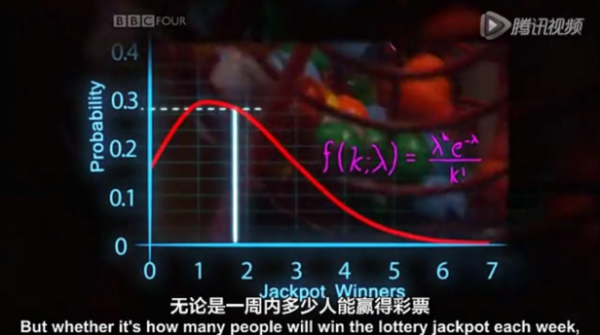 BBC FOUR
腾讯视频
0.4
0.3
0.2
0.1
0
Probability
f(k;λ) = λᵏe^-λ / k!
0 1 2 3 4 5 6 7
Jackpot Winners
无论是一周内多少人能赢得彩票
But whether it's how many people will win the lottery jackpot each week,